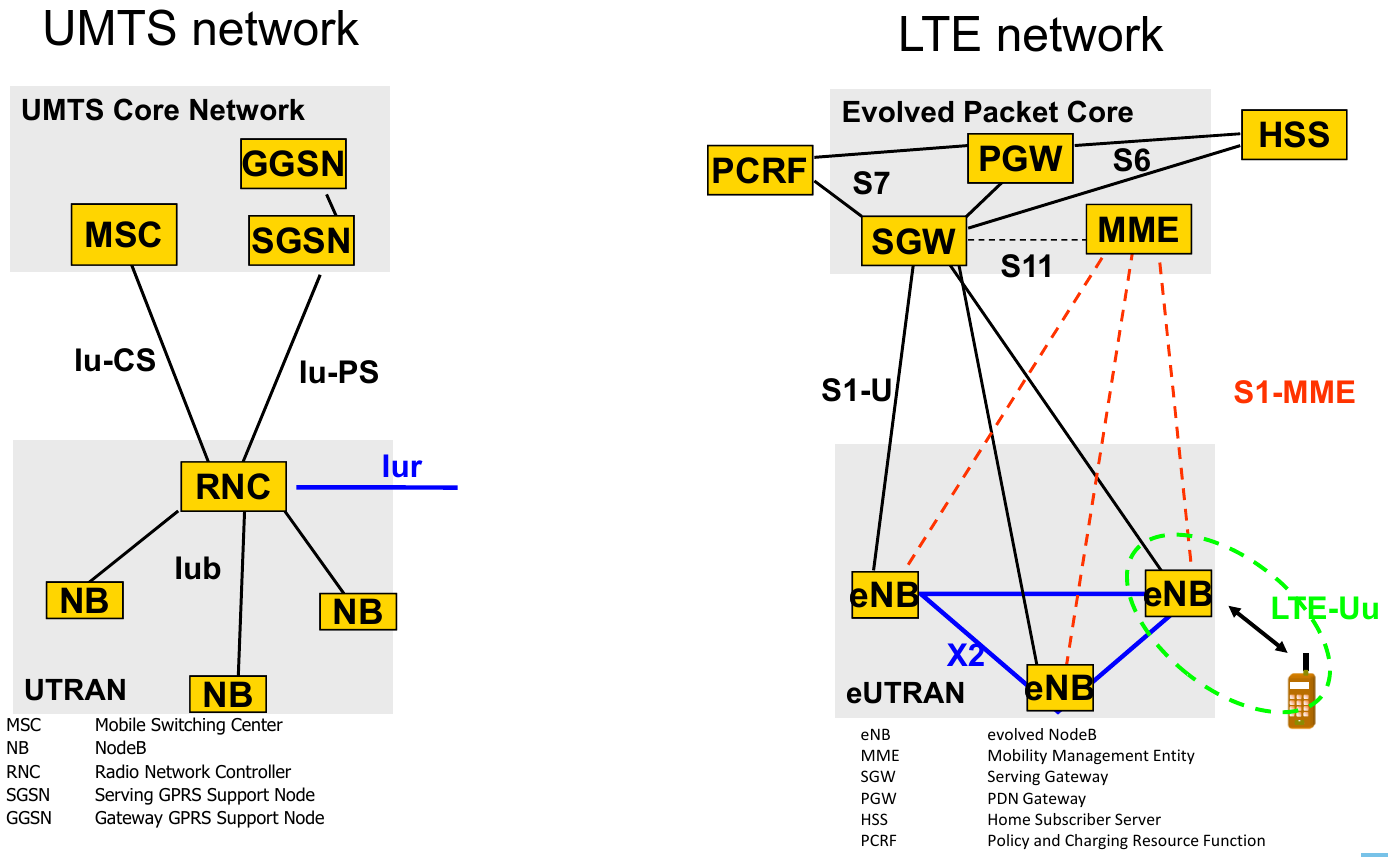 UMTS network
UMTS Core Network
GGSN
MSC
SGSN
Iu-CS
Iu-PS
Iur
RNC
Iub
NB
NB
UTRAN
NB
MSC Mobile Switching Center
NB NodeB
RNC Radio Network Controller
SGSN Serving GPRS Support Node
GGSN Gateway GPRS Support Node
LTE network
Evolved Packet Core
HSS
PCRF
PGW
S6
S7
SGW
MME
S11
S1-U
S1-MME
eNB
eNB
LTE-Uu
X2
eUTRAN
eNB
eNB evolved NodeB
MME Mobility Management Entity
SGW Serving Gateway
PGW PDN Gateway
HSS Home Subscriber Server
PCRF Policy and Charging Resource Function